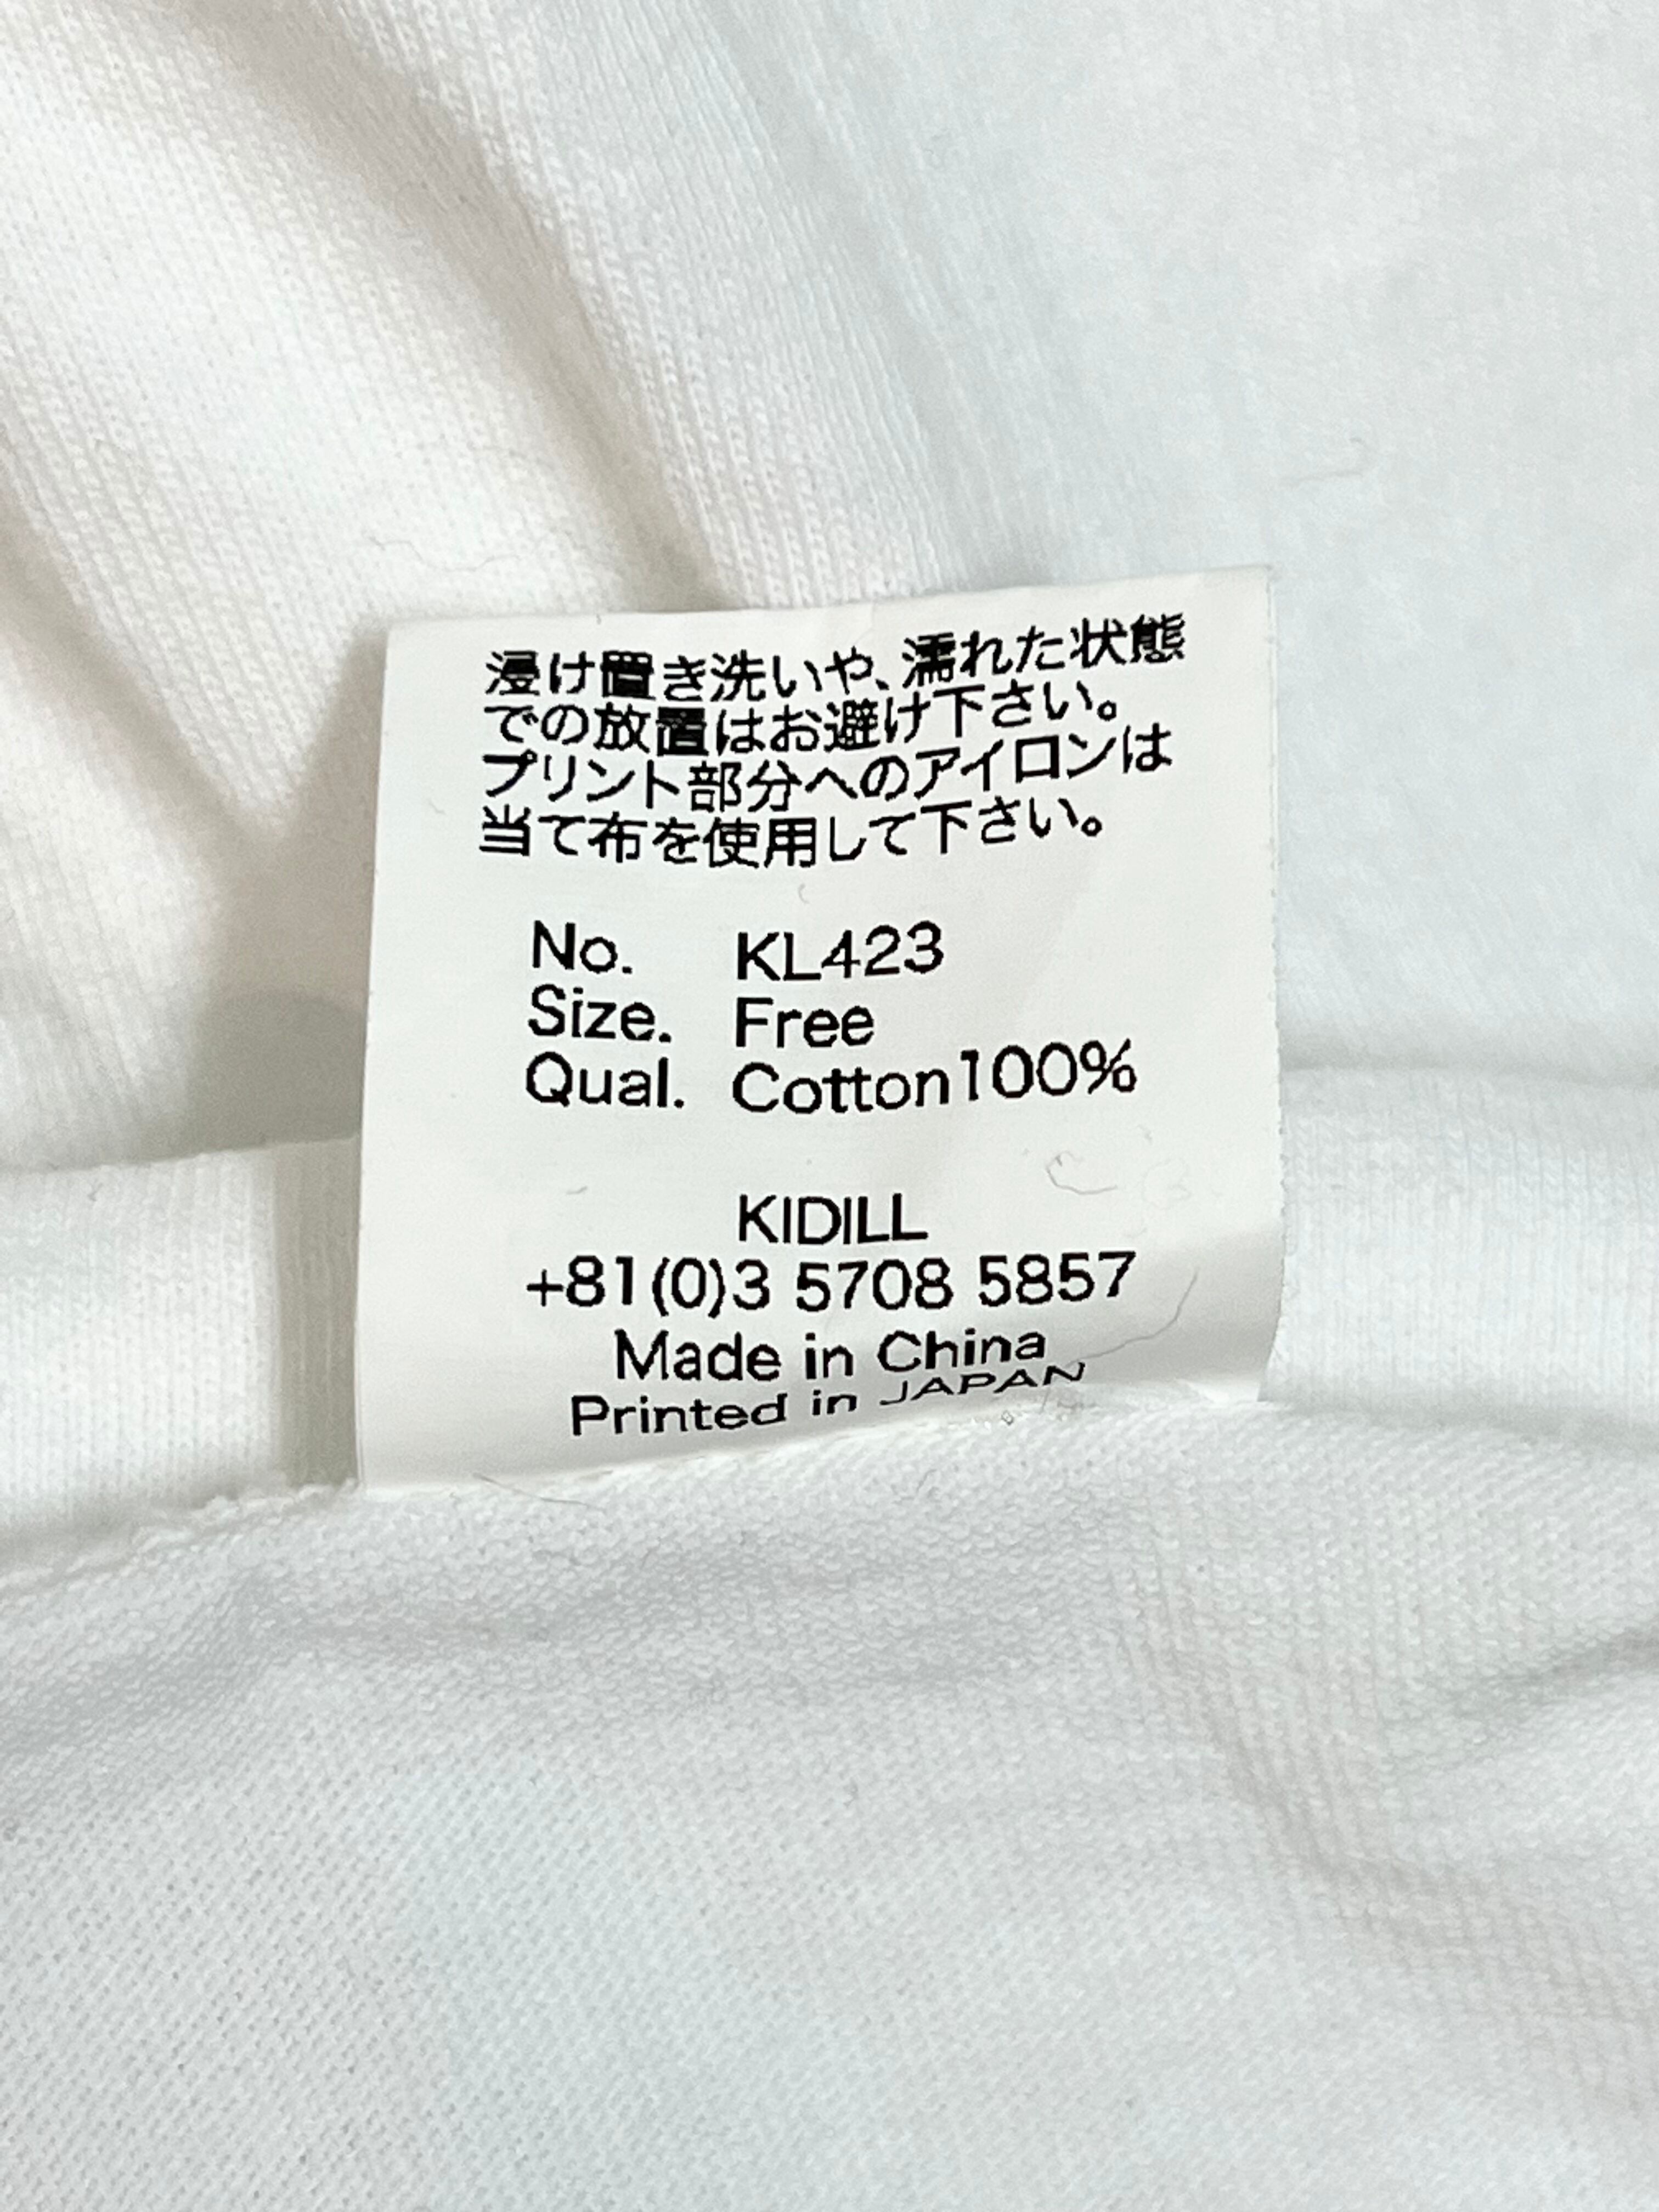 浸け置き洗いや、濡れた状態
での放置はお避け下さい。
プリント部分へのアイロンは
当て布を使用して下さい。
No. KL423
Size. Free
Qual. Cotton100%
KIDILL
+81(0)3 5708 5857
Made in China
Printed in JAPAN